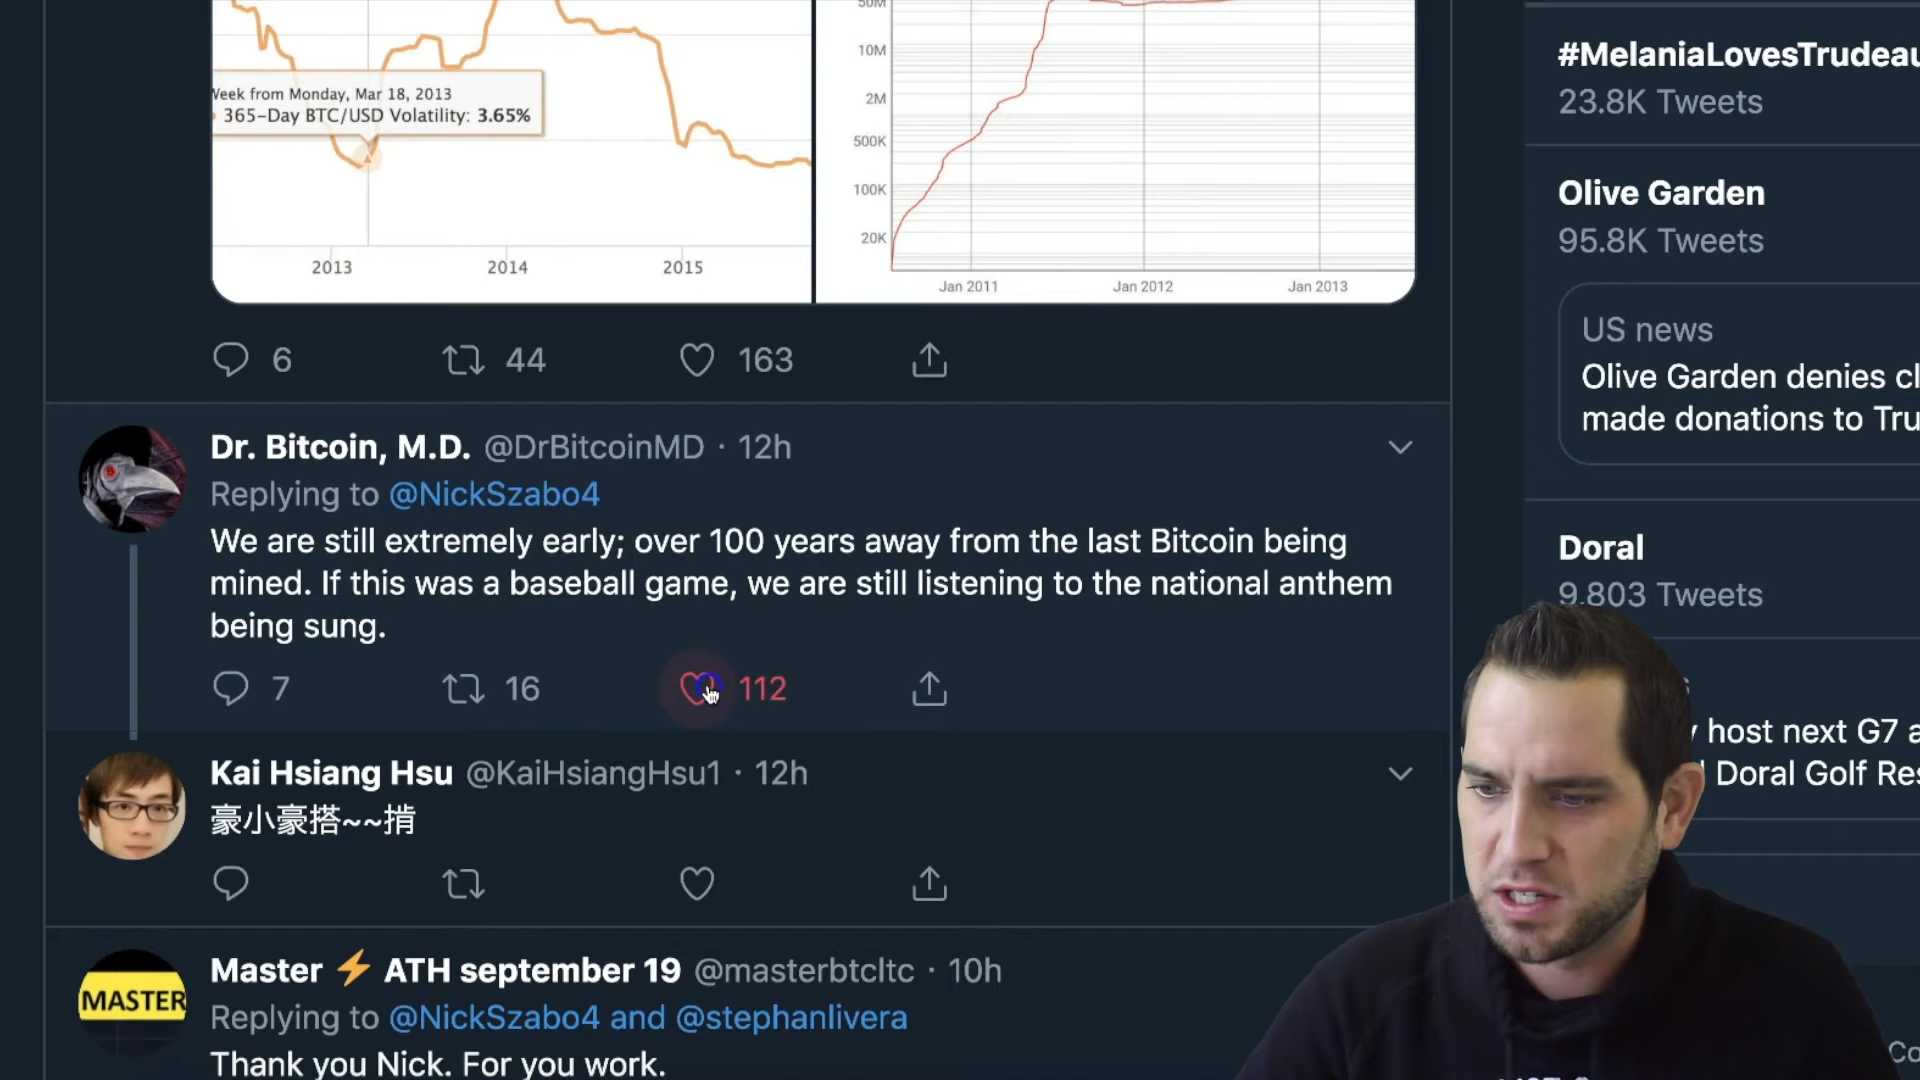 50M
10M
2M
500K
100K
20K
Week from Monday, Mar 18, 2013
365-Day BTC/USD Volatility: 3.65%
2013 2014 2015
Jan 2011 Jan 2012 Jan 2013
6 44 163
Dr. Bitcoin, M.D. @DrBitcoinMD · 12h
Replying to @NickSzabo4
We are still extremely early; over 100 years away from the last Bitcoin being
mined. If this was a baseball game, we are still listening to the national anthem
being sung.
7 16 112
Kai Hsiang Hsu @KaiHsiangHsu1 · 12h
豪小豪搭~~揹
Master ⚡ ATH september 19 @masterbtcltc · 10h
MASTER
Replying to @NickSzabo4 and @stephanlivera
Thank you Nick. For you work.
#MelaniaLovesTrudeau
23.8K Tweets
Olive Garden
95.8K Tweets
US news
Olive Garden denies cl
made donations to Tru
Doral
9,803 Tweets
host next G7 a
Doral Golf Res
Co